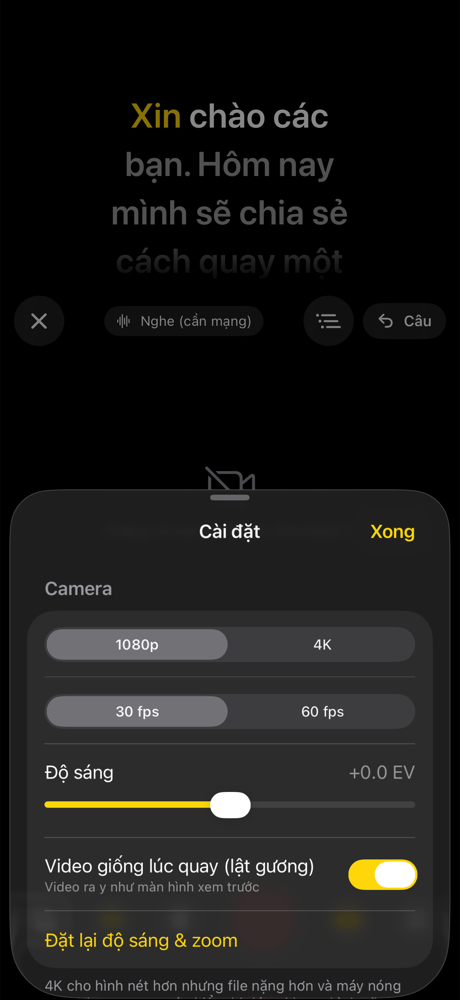 Xin chào các
bạn. Hôm nay
mình sẽ chia sẻ
cách quay một
Nghe (cần mạng)
Câu
Cài đặt
Xong
Camera
1080p
4K
30 fps
60 fps
Độ sáng
+0.0 EV
Video giống lúc quay (lật gương)
Video ra y như màn hình xem trước
Đặt lại độ sáng & zoom
4K cho hình nét hơn nhưng file nặng hơn và máy nóng